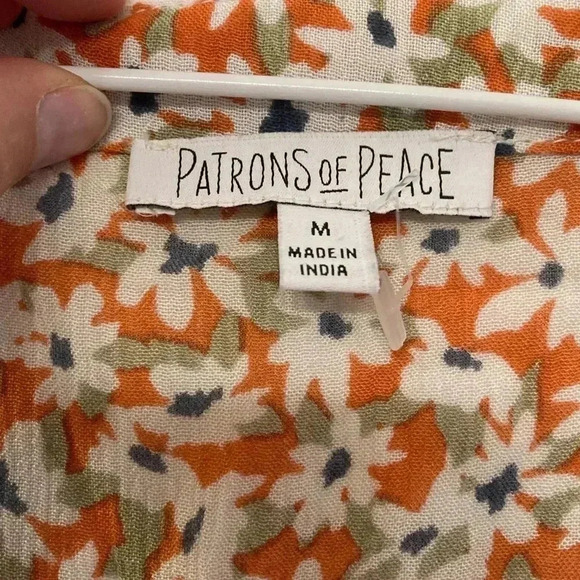 PATRONS OF PEACE
M
MADE IN
INDIA